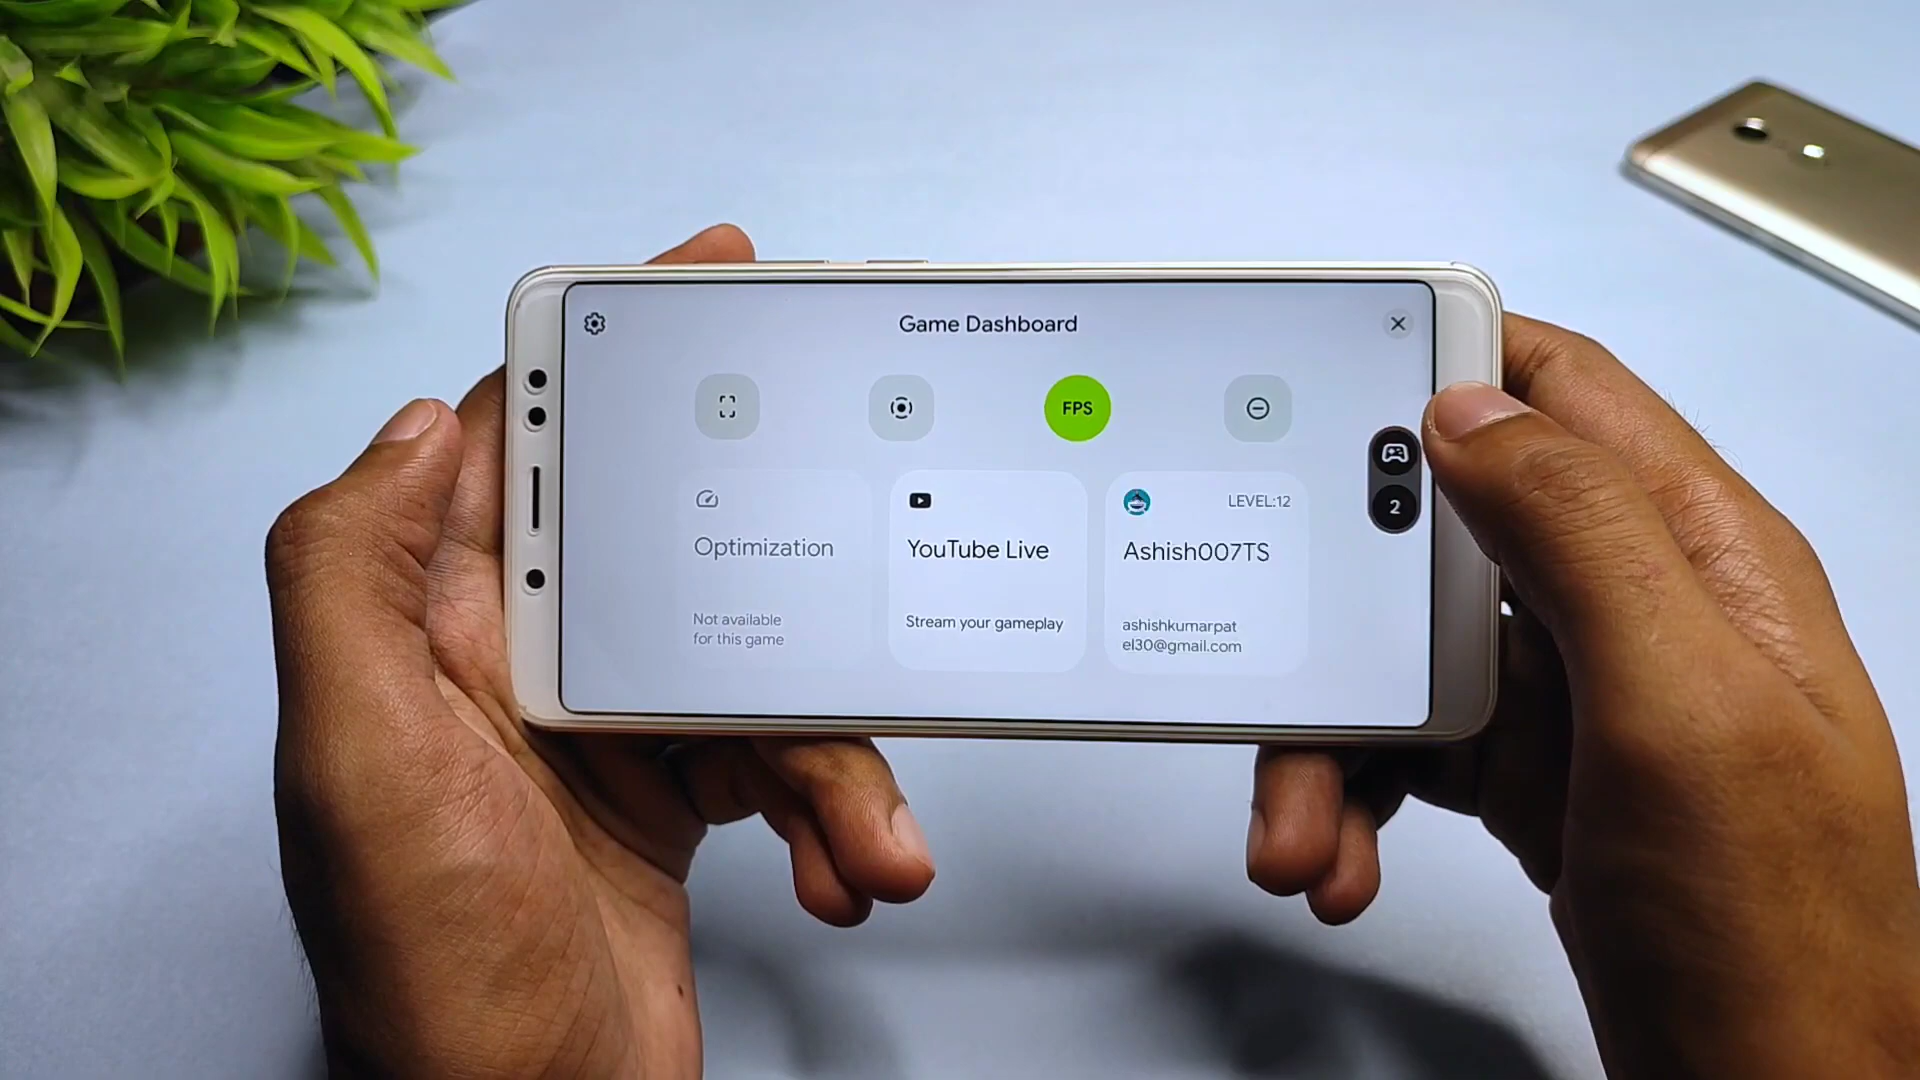 Game Dashboard
FPS
2
LEVEL:12
Optimization
YouTube Live
Ashish007TS
Not available
for this game
Stream your gameplay
ashishkumarpat
el30@gmail.com